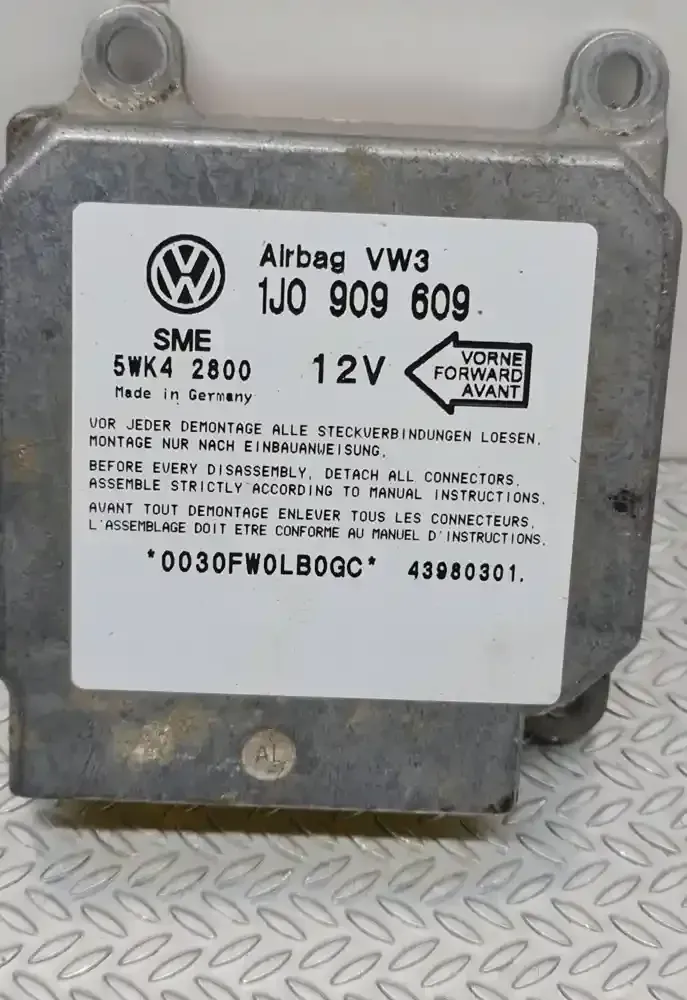 Airbag VW3
1J0 909 609.
SME
5WK4 2800
Made in Germany
12V
VORNE
FORWARD
AVANT
VOR JEDER DEMONTAGE ALLE STECKVERBINDUNGEN LOESEN.
MONTAGE NUR NACH EINBAUANWEISUNG.
BEFORE EVERY DISASSEMBLY, DETACH ALL CONNECTORS.
ASSEMBLE STRICTLY ACCORDING TO MANUAL INSTRUCTIONS.
AVANT TOUT DEMONTAGE ENLEVER TOUS LES CONNECTEURS.
L'ASSEMBLAGE DOIT ETRE CONFORME AU MANUEL D'INSTRUCTIONS.
*0030FW0LB0GC* 43980301.
AL